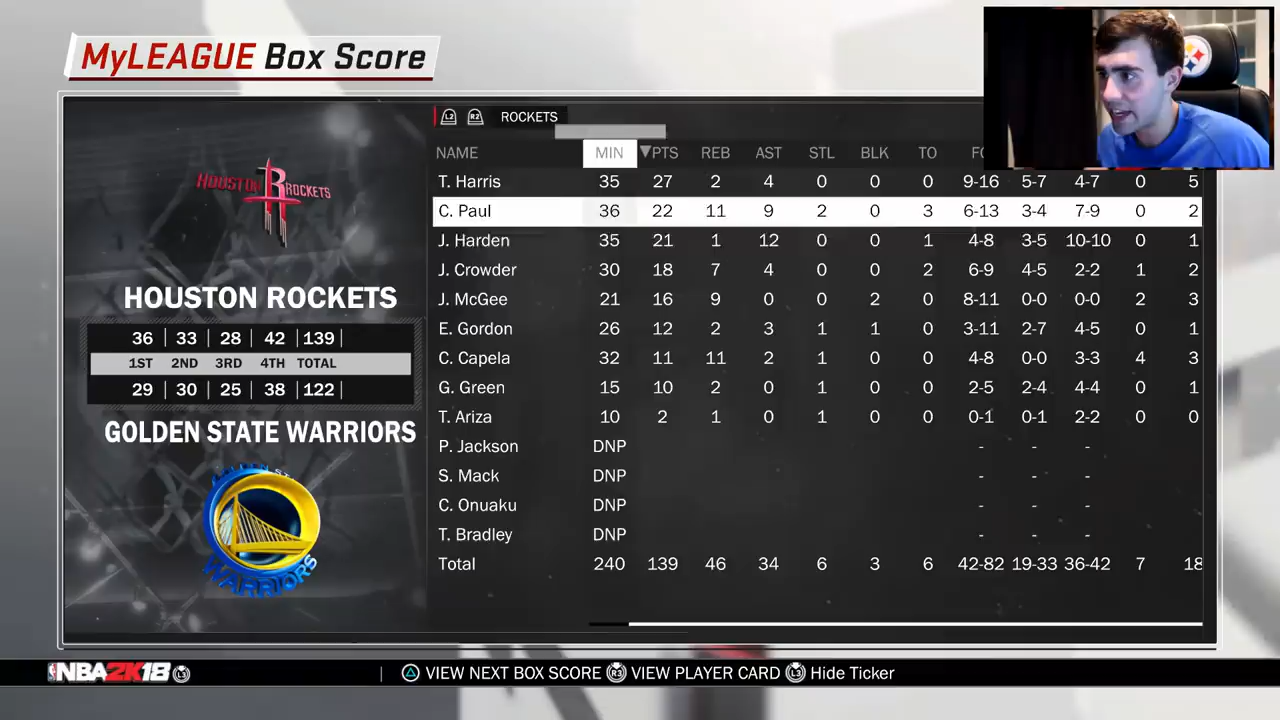 MyLEAGUE Box Score
L2 R2 ROCKETS
NAME MIN PTS REB AST STL BLK TO
T. Harris 35 27 2 4 0 0 0 9-16 5-7 4-7 0 5
C. Paul 36 22 11 9 2 0 3 6-13 3-4 7-9 0 2
J. Harden 35 21 1 12 0 0 1 4-8 3-5 10-10 0 1
J. Crowder 30 18 7 4 0 0 2 6-9 4-5 2-2 1 2
J. McGee 21 16 9 0 0 2 0 8-11 0-0 0-0 2 3
E. Gordon 26 12 2 3 1 1 0 3-11 2-7 4-5 0 1
C. Capela 32 11 11 2 1 0 0 4-8 0-0 3-3 4 3
G. Green 15 10 2 0 1 0 0 2-5 2-4 4-4 0 1
T. Ariza 10 2 1 0 1 0 0 0-1 0-1 2-2 0 0
P. Jackson DNP - - -
S. Mack DNP - - -
C. Onuaku DNP - - -
T. Bradley DNP - - -
Total 240 139 46 34 6 3 6 42-82 19-33 36-42 7 18
HOUSTON ROCKETS
HOUSTON ROCKETS
36 33 28 42 139
1ST 2ND 3RD 4TH TOTAL
29 30 25 38 122
GOLDEN STATE WARRIORS
WARRIORS
NBA2K18 L3 VIEW NEXT BOX SCORE R3 VIEW PLAYER CARD L3 Hide Ticker